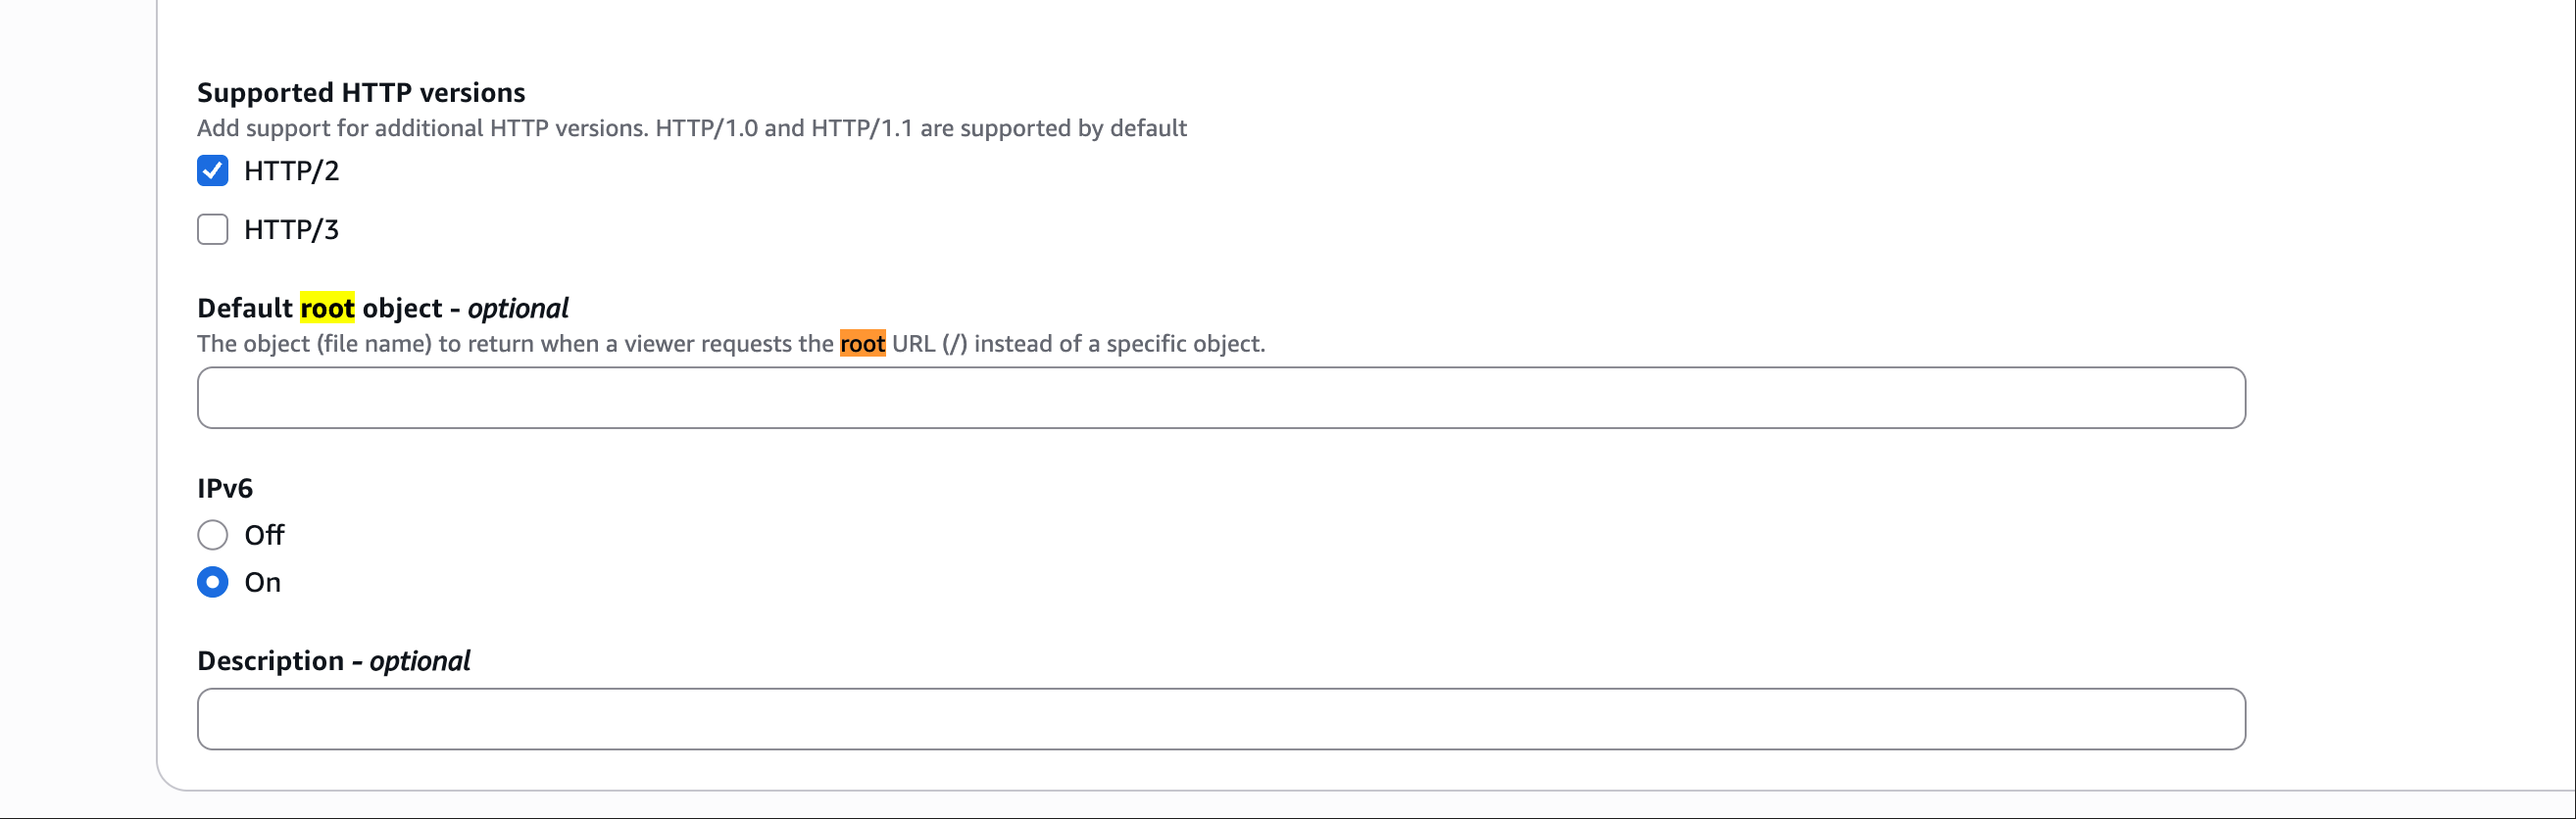 Supported HTTP versions
Add support for additional HTTP versions. HTTP/1.0 and HTTP/1.1 are supported by default
HTTP/2
HTTP/3
Default root object - optional
The object (file name) to return when a viewer requests the root URL (/) instead of a specific object.
IPv6
Off
On
Description - optional